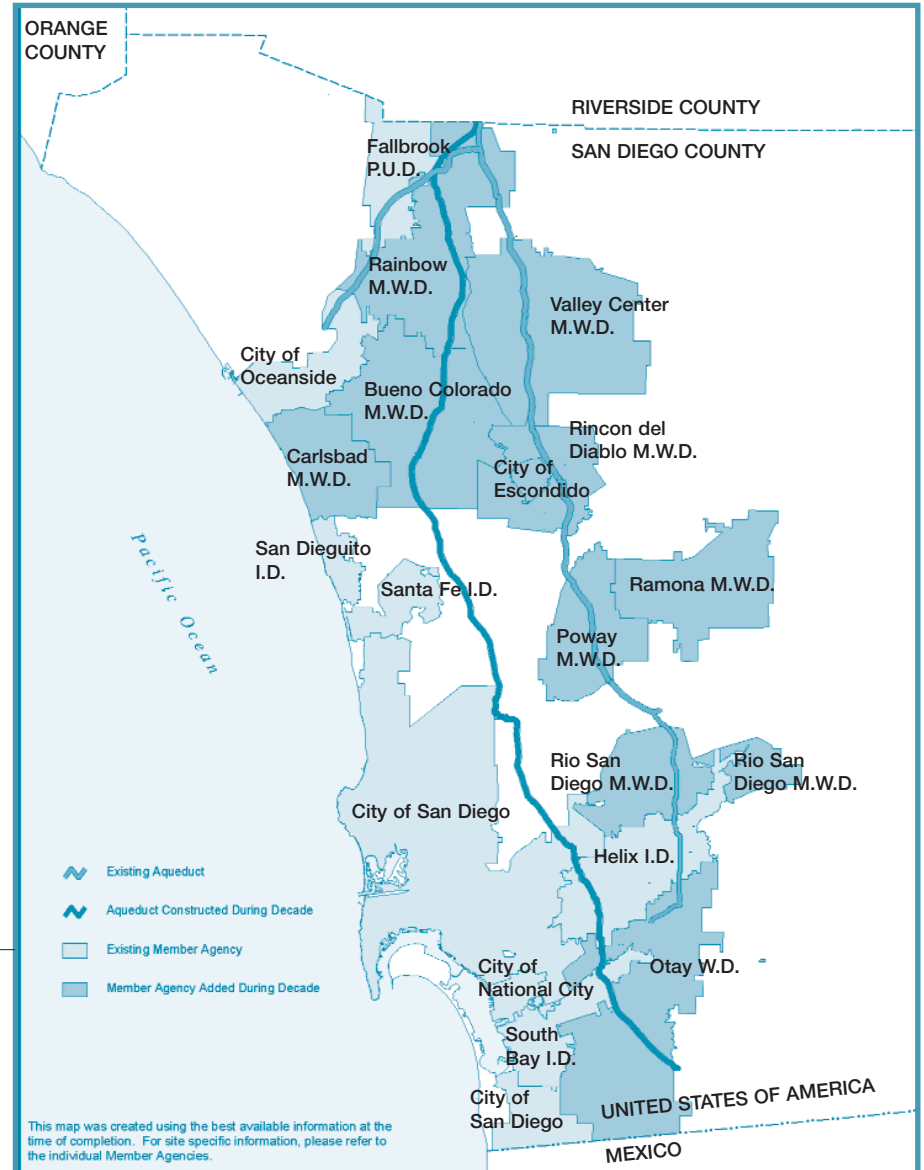 ORANGE
COUNTY
RIVERSIDE COUNTY
SAN DIEGO COUNTY
Fallbrook
P.U.D.
Rainbow
M.W.D.
Valley Center
M.W.D.
City of
Oceanside
Bueno Colorado
M.W.D.
Rincon del
Diablo M.W.D.
Carlsbad
M.W.D.
City of
Escondido
San Dieguito
I.D.
Santa Fe I.D.
Ramona M.W.D.
Pacific Ocean
Poway
M.W.D.
Rio San
Diego M.W.D.
Rio San
Diego M.W.D.
City of San Diego
Helix I.D.
Existing Aqueduct
Aqueduct Constructed During Decade
Existing Member Agency
Member Agency Added During Decade
City of
National City
Otay W.D.
South
Bay I.D.
City of
San Diego
UNITED STATES OF AMERICA
MEXICO
This map was created using the best available information at the
time of completion. For site specific information, please refer to
the individual Member Agencies.